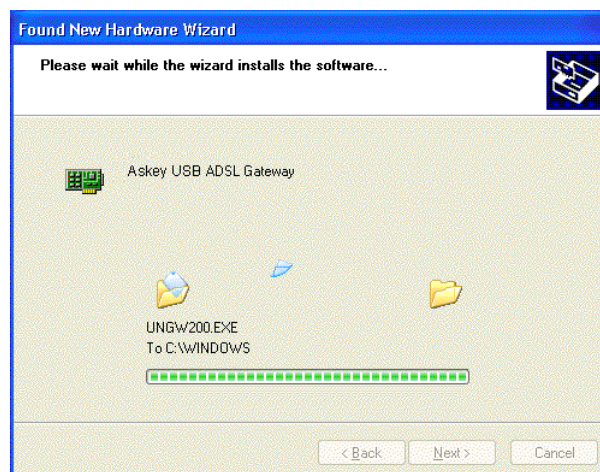 Found New Hardware Wizard
Please wait while the wizard installs the software...
Askey USB ADSL Gateway
UNGW200.EXE
To C:\WINDOWS
< Back Next > Cancel